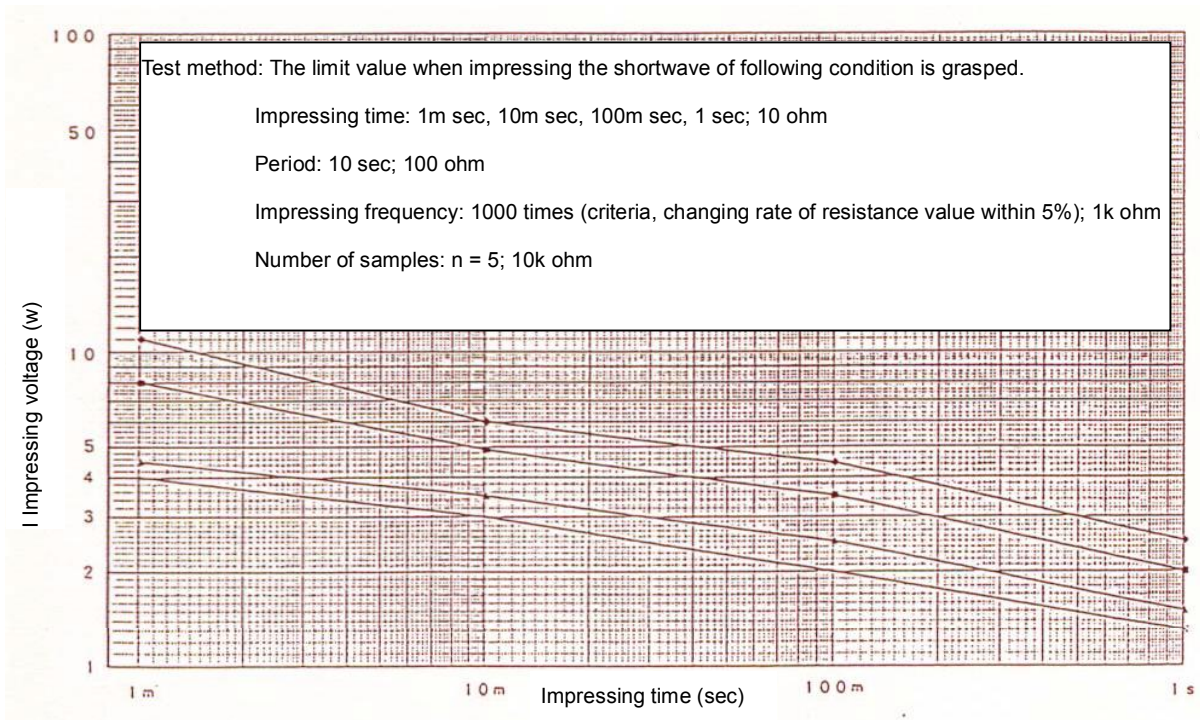 100
Test method: The limit value when impressing the shortwave of following condition is grasped.
Impressing time: 1m sec, 10m sec, 100m sec, 1 sec; 10 ohm
50
Period: 10 sec; 100 ohm
Impressing frequency: 1000 times (criteria, changing rate of resistance value within 5%); 1k ohm
Number of samples: n = 5; 10k ohm
I Impressing voltage (w)
10
5
4
3
2
1
1m
10m
Impressing time (sec)
100m
1s